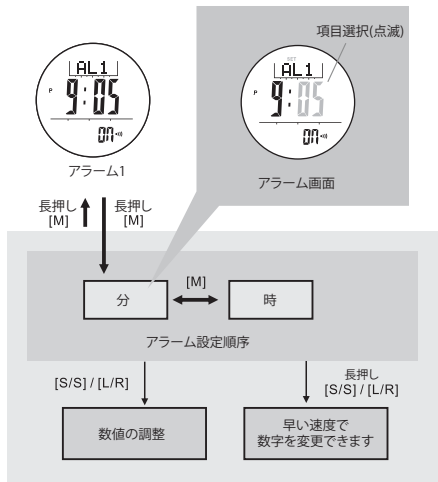 項目選択(点滅)
AL1
P 9:05
ON
アラーム1
SET
AL1
P 9:05
ON
アラーム画面
長押し
[M]
長押し
[M]
分
[M]
時
アラーム設定順序
[S/S] / [L/R]
長押し
[S/S] / [L/R]
数値の調整
早い速度で
数字を変更できます